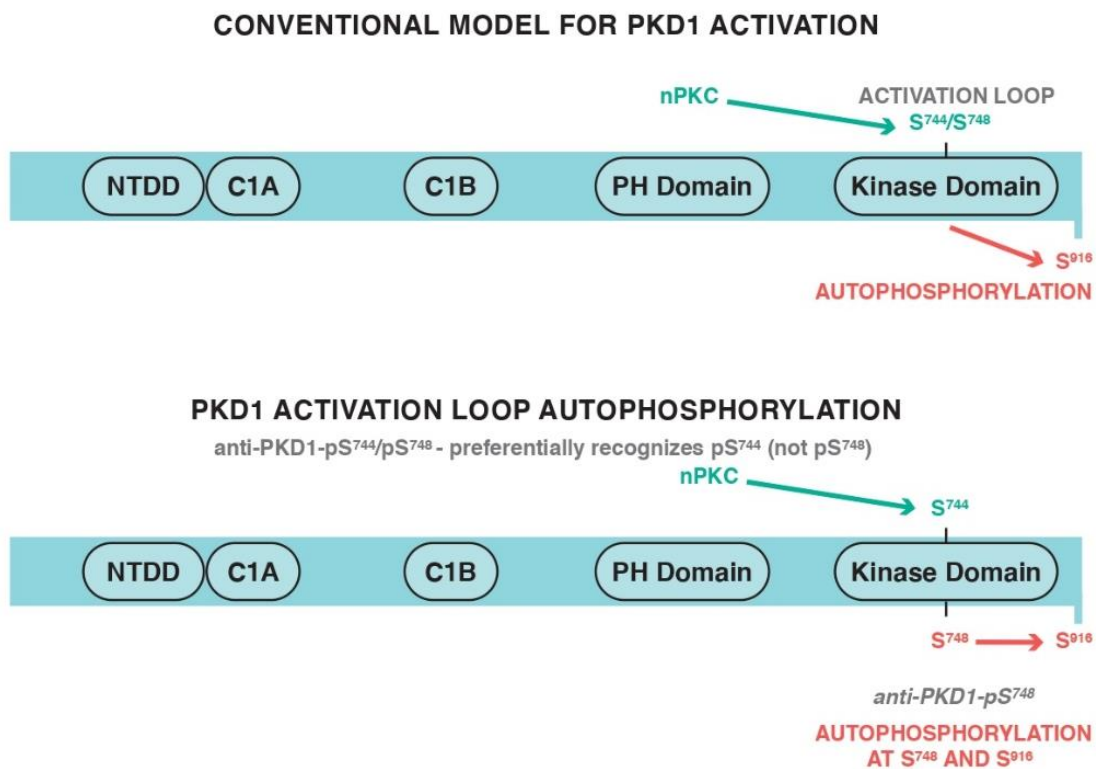 CONVENTIONAL MODEL FOR PKD1 ACTIVATION
nPKC
ACTIVATION LOOP
S⁷⁴⁴/S⁷⁴⁸
NTDD
C1A
C1B
PH Domain
Kinase Domain
S⁹¹⁶
AUTOPHOSPHORYLATION
PKD1 ACTIVATION LOOP AUTOPHOSPHORYLATION
anti-PKD1-pS⁷⁴⁴/pS⁷⁴⁸ - preferentially recognizes pS⁷⁴⁴ (not pS⁷⁴⁸)
nPKC
S⁷⁴⁴
NTDD
C1A
C1B
PH Domain
Kinase Domain
S⁷⁴⁸
S⁹¹⁶
anti-PKD1-pS⁷⁴⁸
AUTOPHOSPHORYLATION
AT S⁷⁴⁸ AND S⁹¹⁶